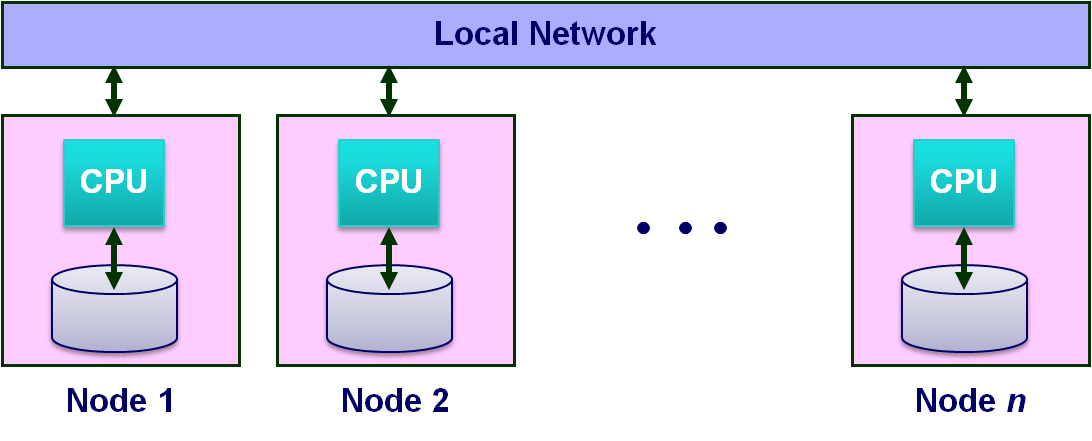 Local Network
CPU
CPU
CPU
. . .
Node 1
Node 2
Node n